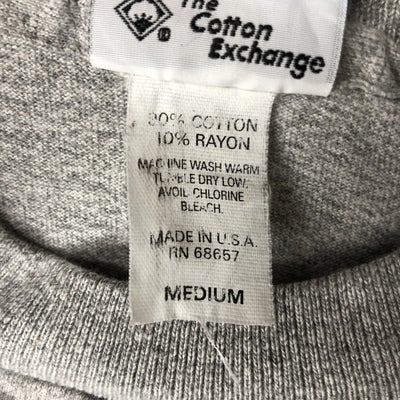 The
Cotton
Exchange
®
90% COTTON
10% RAYON
MACHINE WASH WARM
TUMBLE DRY LOW.
AVOID CHLORINE
BLEACH.
MADE IN U.S.A.
RN 68657
MEDIUM